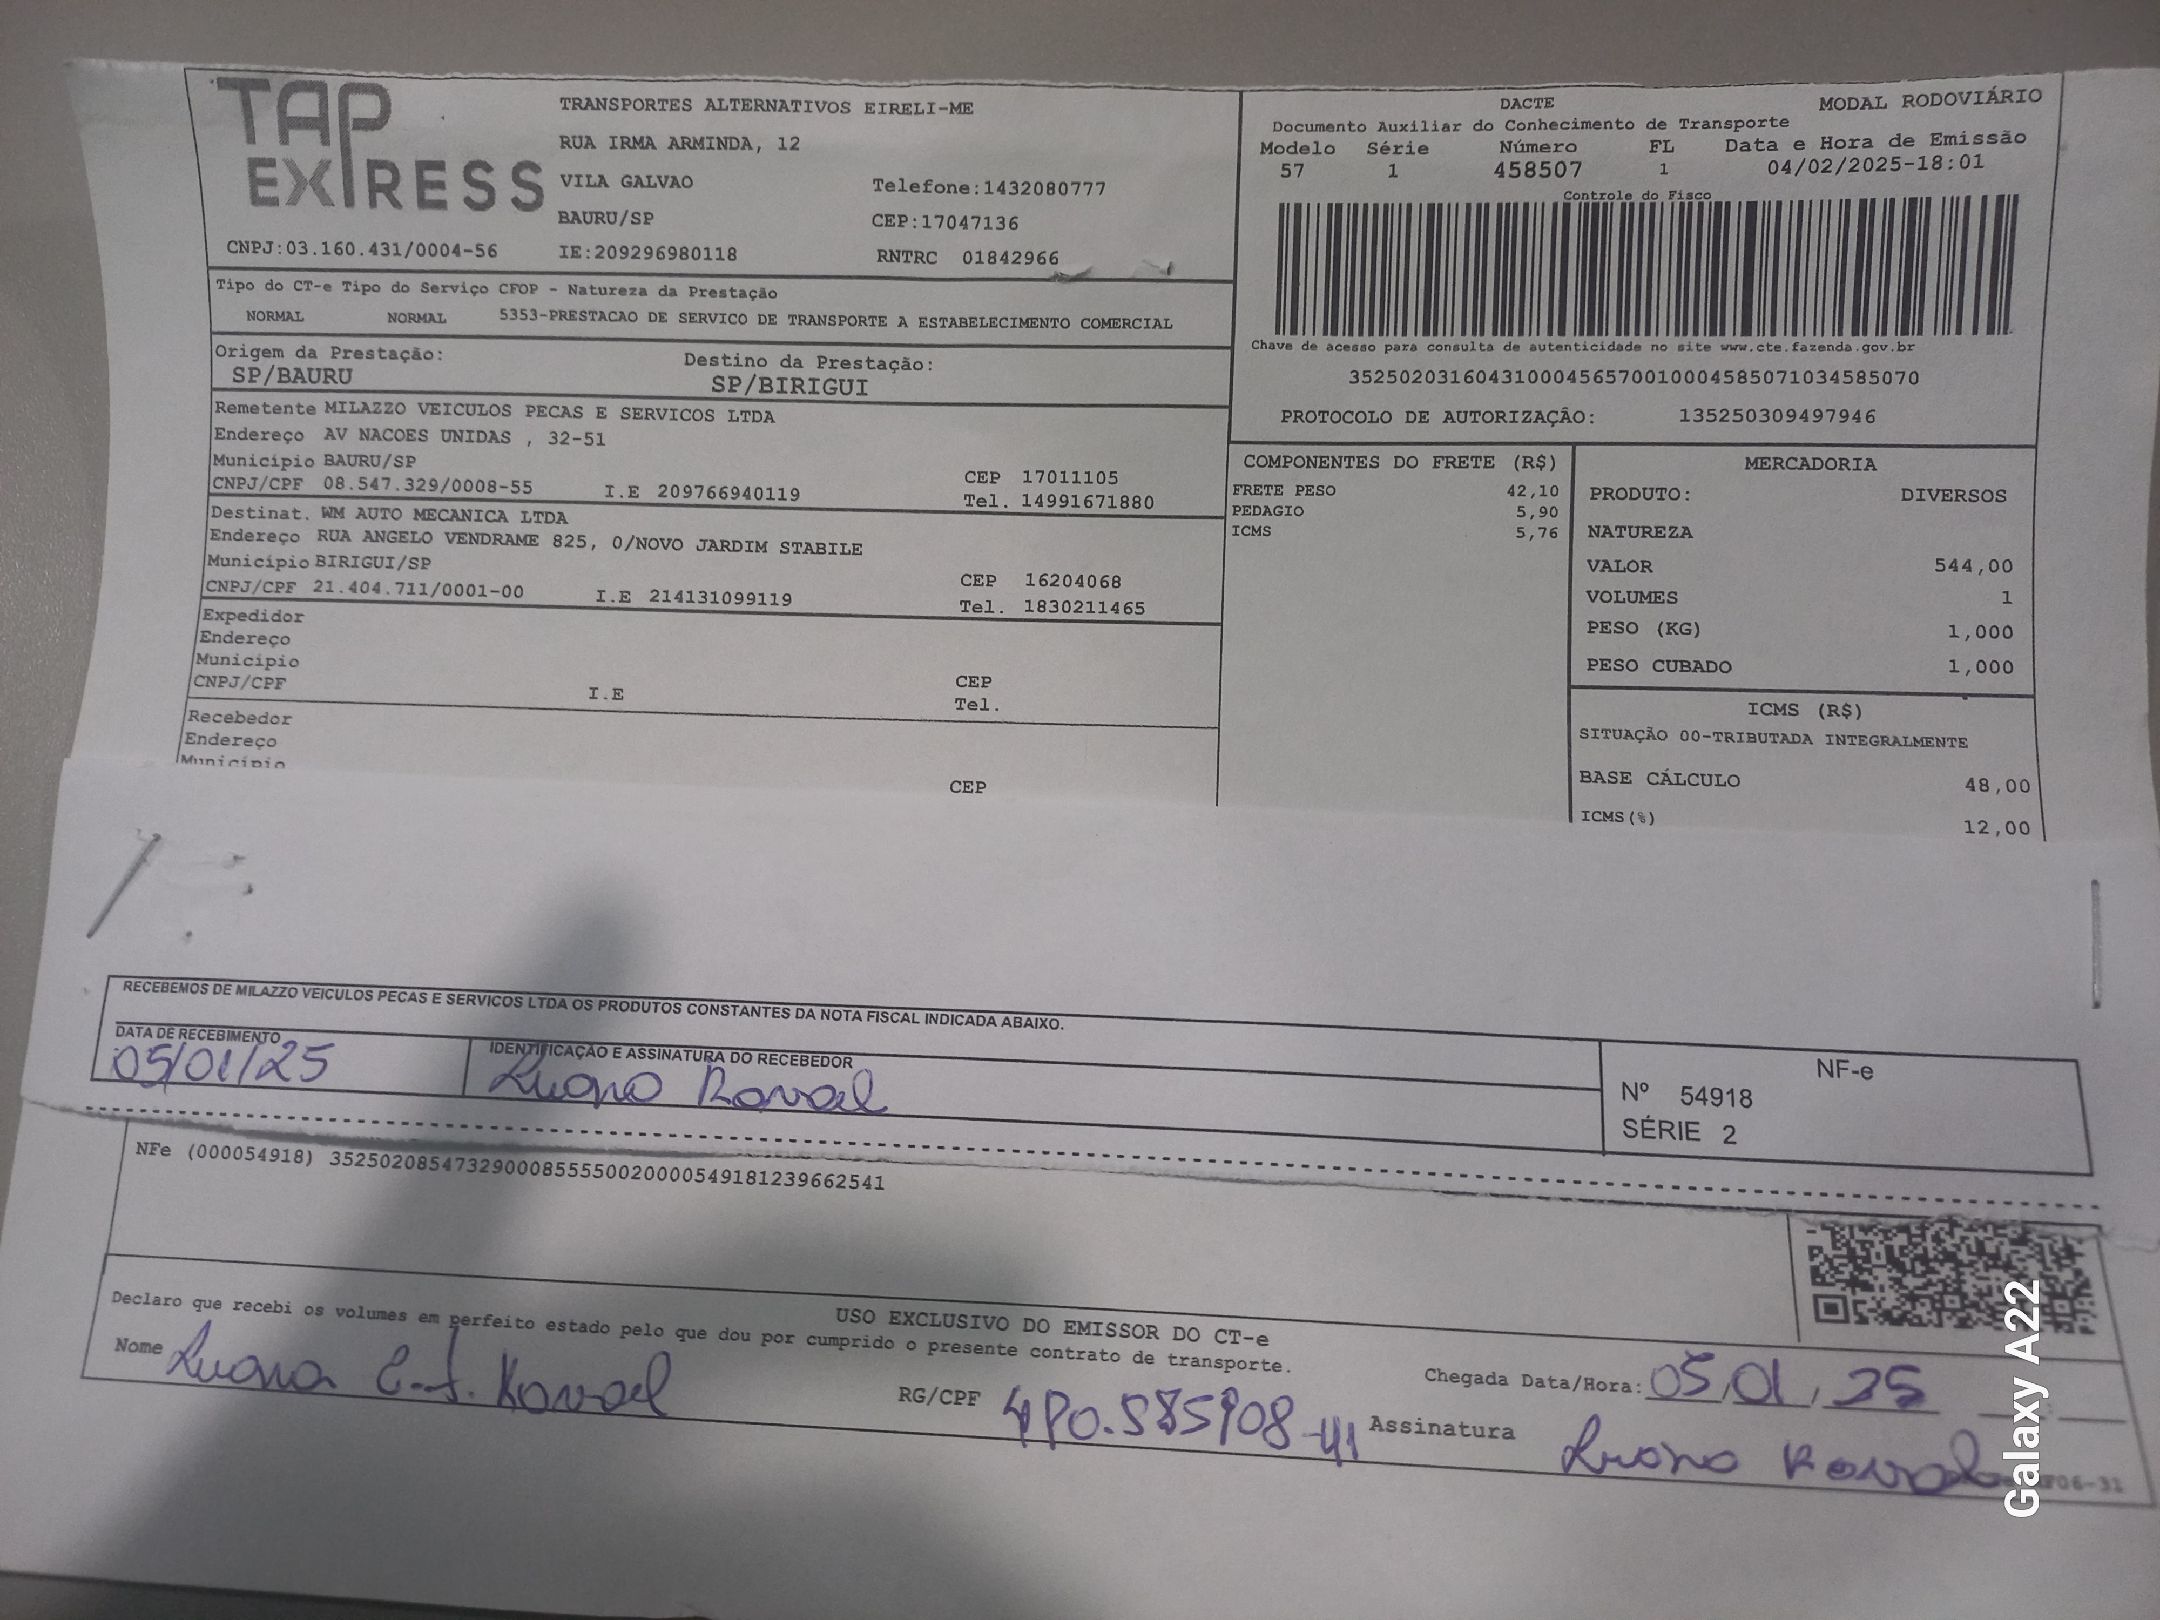 TAP EXPRESS
TRANSPORTES ALTERNATIVOS EIRELI-ME
RUA IRMA ARMINDA, 12
VILA GALVAO Telefone:1432080777
BAURU/SP CEP:17047136
CNPJ:03.160.431/0004-56 IE:209296980118 RNTRC 01842966
DACTE MODAL RODOVIÁRIO
Documento Auxiliar do Conhecimento de Transporte
Modelo Série Número FL Data e Hora de Emissão
57 1 458507 1 04/02/2025-18:01
Controle do Fisco
Chave de acesso para consulta de autenticidade no site www.cte.fazenda.gov.br
35250203160431000456570010004585071034585070
PROTOCOLO DE AUTORIZAÇÃO: 135250309497946
Tipo do CT-e Tipo do Serviço CFOP - Natureza da Prestação
NORMAL NORMAL 5353-PRESTACAO DE SERVICO DE TRANSPORTE A ESTABELECIMENTO COMERCIAL
Origem da Prestação: Destino da Prestação:
SP/BAURU SP/BIRIGUI
Remetente MILAZZO VEICULOS PECAS E SERVICOS LTDA
Endereço AV NACOES UNIDAS , 32-51
Município BAURU/SP CEP 17011105
CNPJ/CPF 08.547.329/0008-55 I.E 209766940119 Tel. 14991671880
Destinat. WM AUTO MECANICA LTDA
Endereço RUA ANGELO VENDRAME 825, 0/NOVO JARDIM STABILE
Município BIRIGUI/SP CEP 16204068
CNPJ/CPF 21.404.711/0001-00 I.E 214131099119 Tel. 1830211465
Expedidor
Endereço
Município CEP
CNPJ/CPF I.E Tel.
Recebedor
Endereço
Município CEP
COMPONENTES DO FRETE (R$)
FRETE PESO 42,10
PEDAGIO 5,90
ICMS 5,76
MERCADORIA
PRODUTO: DIVERSOS
NATUREZA
VALOR 544,00
VOLUMES 1
PESO (KG) 1,000
PESO CUBADO 1,000
ICMS (R$)
SITUAÇÃO 00-TRIBUTADA INTEGRALMENTE
BASE CÁLCULO 48,00
ICMS(%) 12,00
RECEBEMOS DE MILAZZO VEICULOS PECAS E SERVICOS LTDA OS PRODUTOS CONSTANTES DA NOTA FISCAL INDICADA ABAIXO.
DATA DE RECEBIMENTO IDENTIFICAÇÃO E ASSINATURA DO RECEBEDOR
05/01/25
NF-e
Nº 54918
SÉRIE 2
NFe (000054918) 35250208547329000855550020000549181239662541
USO EXCLUSIVO DO EMISSOR DO CT-e
Declaro que recebi os volumes em perfeito estado pelo que dou por cumprido o presente contrato de transporte.
Nome Luana RG/CPF Chegada Data/Hora: 05/01/25
Assinatura
Galaxy A22